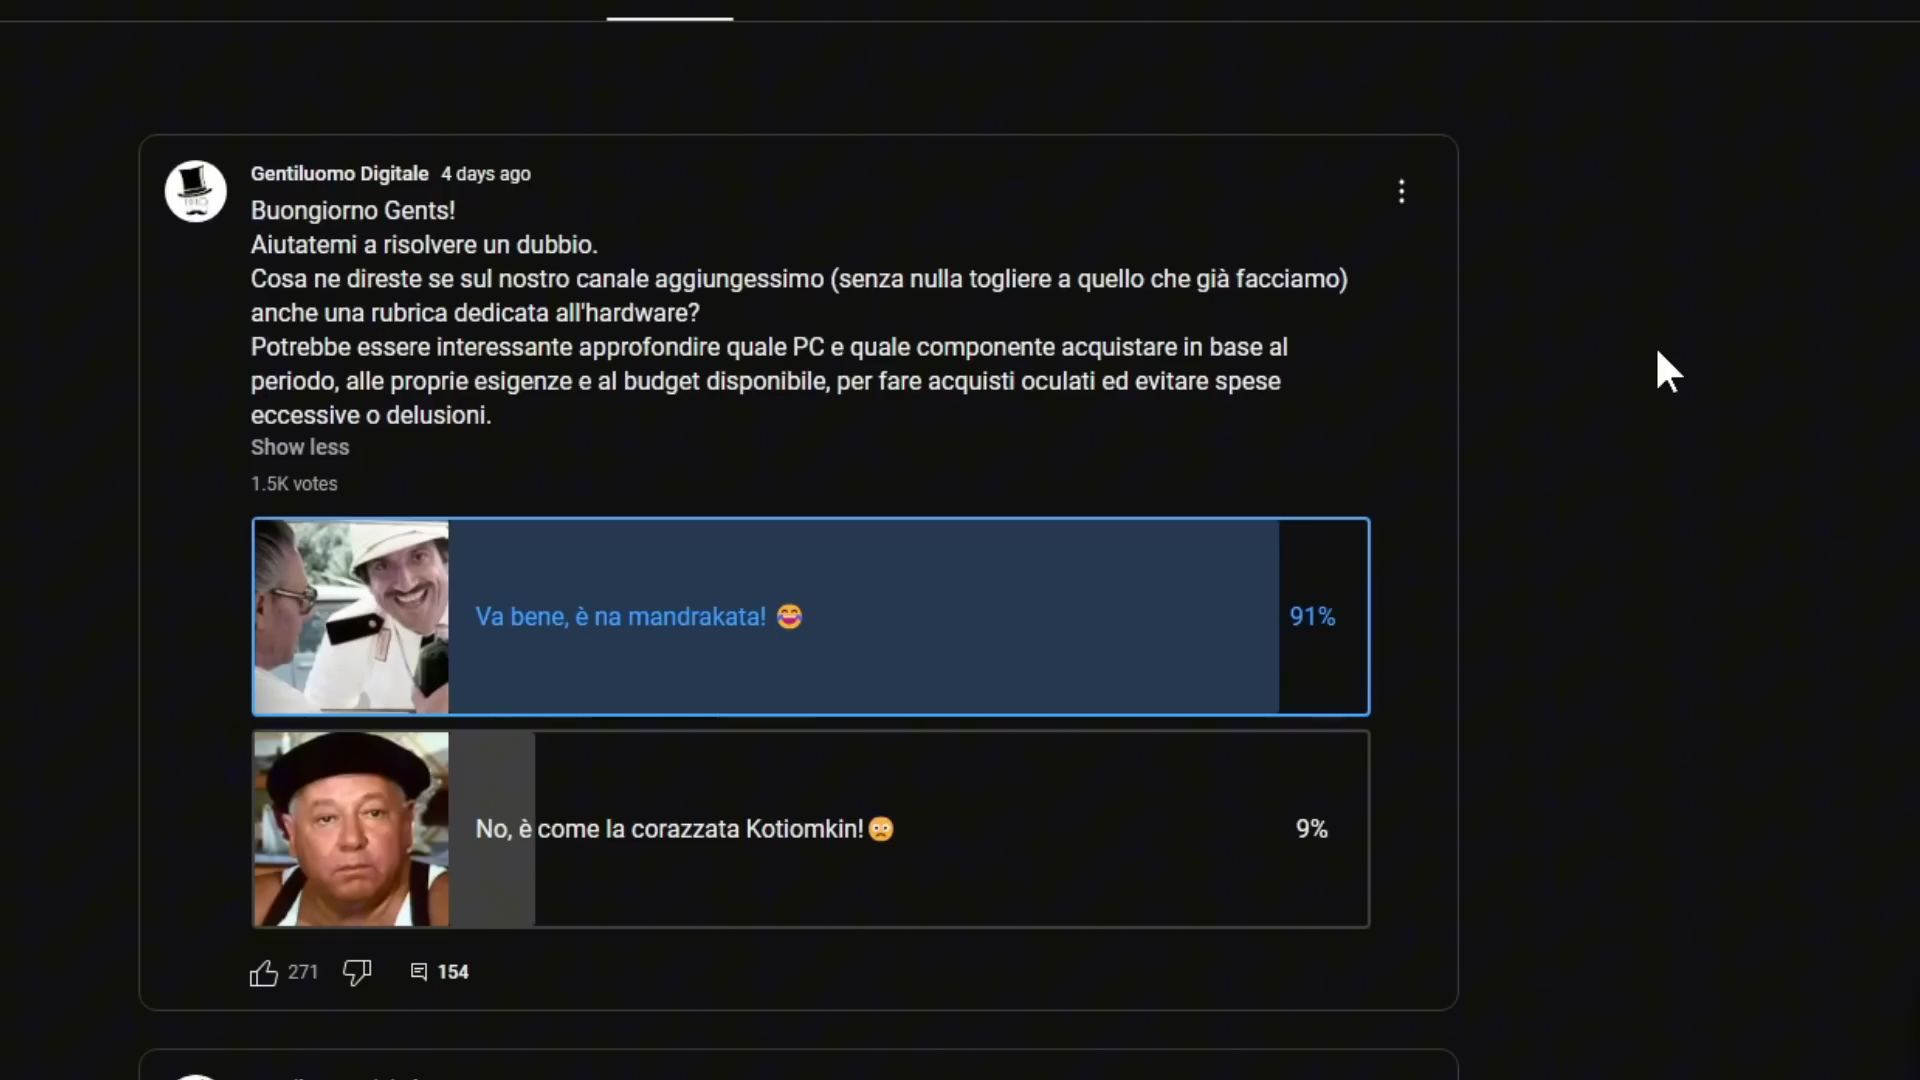 Gentiluomo Digitale 4 days ago
Buongiorno Gents!
Aiutatemi a risolvere un dubbio.
Cosa ne direste se sul nostro canale aggiungessimo (senza nulla togliere a quello che già facciamo)
anche una rubrica dedicata all'hardware?
Potrebbe essere interessante approfondire quale PC e quale componente acquistare in base al
periodo, alle proprie esigenze e al budget disponibile, per fare acquisti oculati ed evitare spese
eccessive o delusioni.
Show less
1.5K votes
Va bene, è na mandrakata! 😂 91%
No, è come la corazzata Kotiomkin!😳 9%
271 154